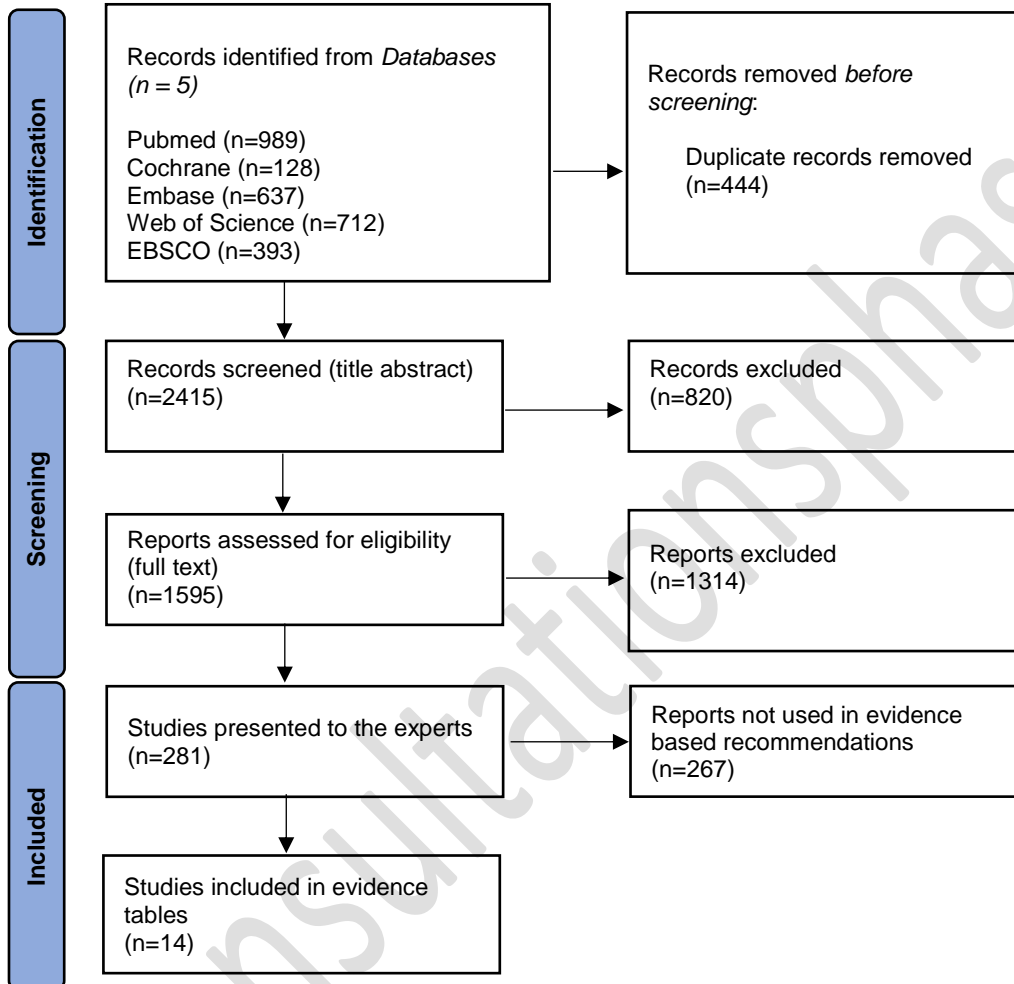 Identification
Records identified from Databases
(n = 5)
Pubmed (n=989)
Cochrane (n=128)
Embase (n=637)
Web of Science (n=712)
EBSCO (n=393)
Records removed before
screening:
Duplicate records removed
(n=444)
Screening
Records screened (title abstract)
(n=2415)
Records excluded
(n=820)
Reports assessed for eligibility
(full text)
(n=1595)
Reports excluded
(n=1314)
Included
Studies presented to the experts
(n=281)
Reports not used in evidence
based recommendations
(n=267)
Studies included in evidence
tables
(n=14)
nsultationsphas